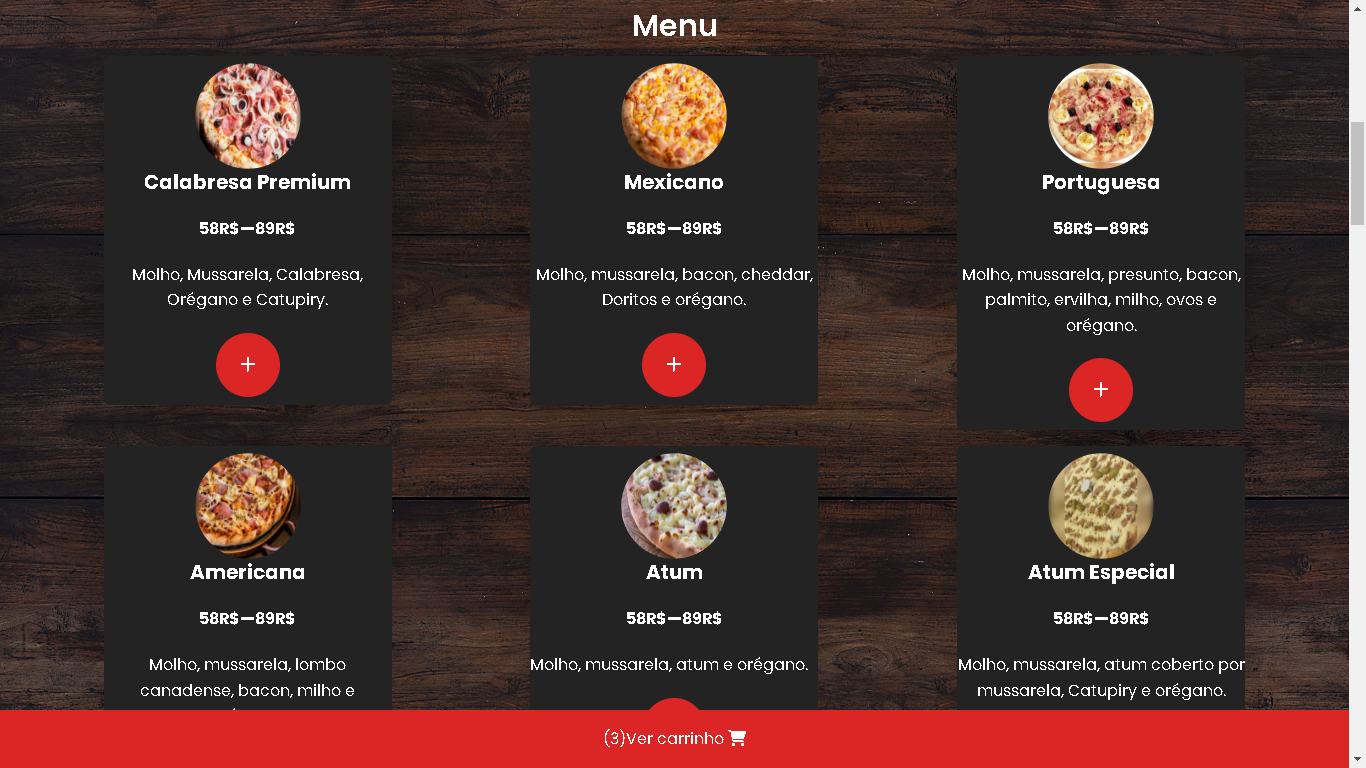 Menu
Calabresa Premium
58R$—89R$
Molho, Mussarela, Calabresa,
Orégano e Catupiry.
+
Mexicano
58R$—89R$
Molho, mussarela, bacon, cheddar,
Doritos e orégano.
+
Portuguesa
58R$—89R$
Molho, mussarela, presunto, bacon,
palmito, ervilha, milho, ovos e
orégano.
+
Americana
58R$—89R$
Molho, mussarela, lombo
canadense, bacon, milho e
Atum
58R$—89R$
Molho, mussarela, atum e orégano.
Atum Especial
58R$—89R$
Molho, mussarela, atum coberto por
mussarela, Catupiry e orégano.
(3)Ver carrinho